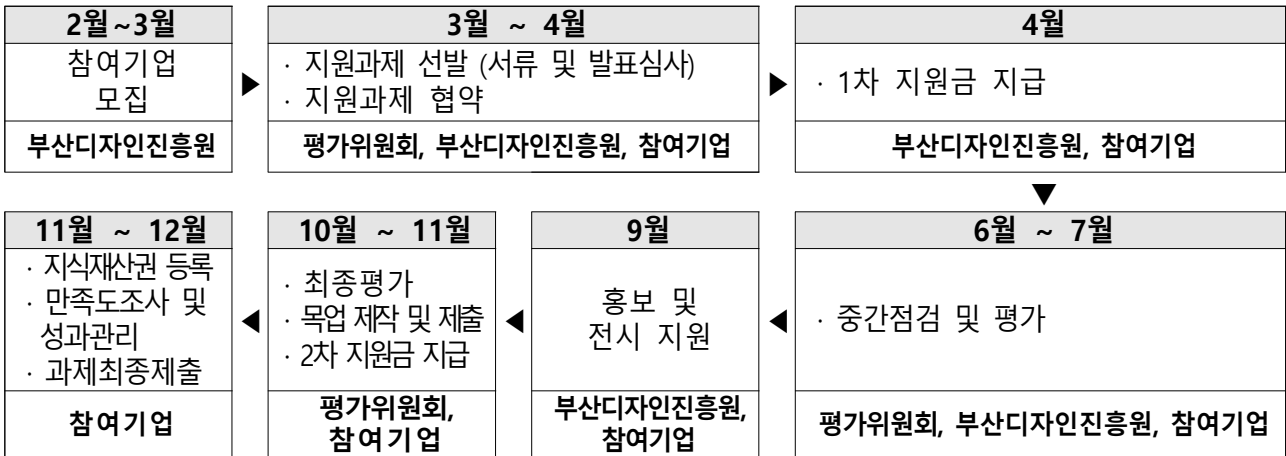 2월~3월
참여기업
모집
부산디자인진흥원
▶
3월 ~ 4월
· 지원과제 선발 (서류 및 발표심사)
· 지원과제 협약
평가위원회, 부산디자인진흥원, 참여기업
▶
4월
· 1차 지원금 지급
부산디자인진흥원, 참여기업
▼
6월 ~ 7월
· 중간점검 및 평가
평가위원회, 부산디자인진흥원, 참여기업
◀
9월
홍보 및
전시 지원
부산디자인진흥원,
참여기업
◀
10월 ~ 11월
· 최종평가
· 목업 제작 및 제출
· 2차 지원금 지급
평가위원회,
참여기업
◀
11월 ~ 12월
· 지식재산권 등록
· 만족도조사 및
성과관리
· 과제최종제출
참여기업